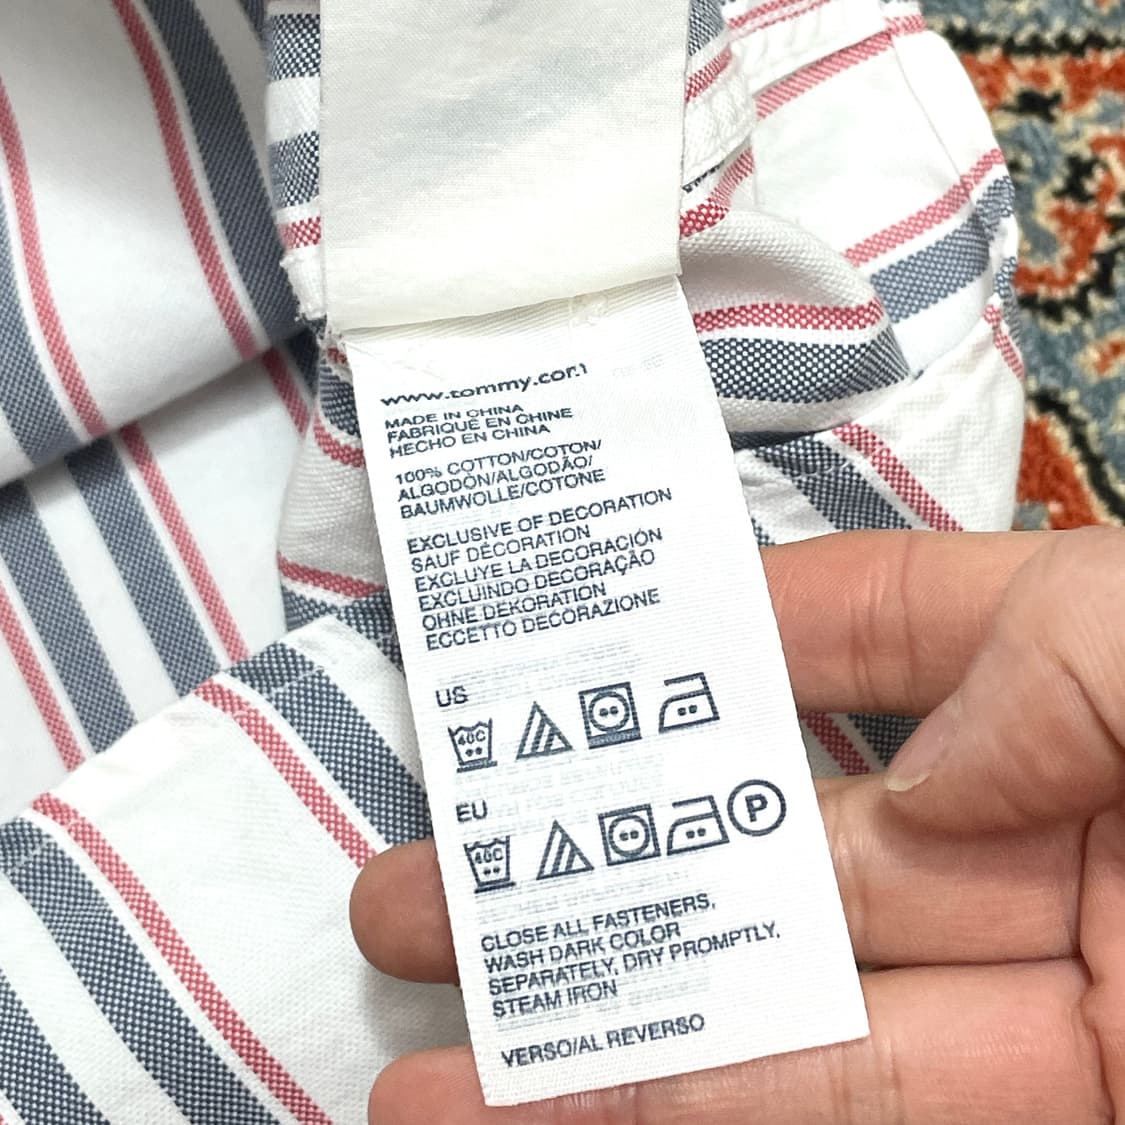 www.tommy.com
MADE IN CHINA
FABRIQUÉ EN CHINE
HECHO EN CHINA
100% COTTON/COTON/
ALGODÓN/ALGODÃO/
BAUMWOLLE/COTONE
EXCLUSIVE OF DECORATION
SAUF DÉCORATION
EXCLUYE LA DECORACIÓN
EXCLUINDO DECORAÇÃO
OHNE DEKORATION
ECCETTO DECORAZIONE
US
40C
EU
40C P
CLOSE ALL FASTENERS,
WASH DARK COLOR
SEPARATELY, DRY PROMPTLY,
STEAM IRON
VERSO/AL REVERSO